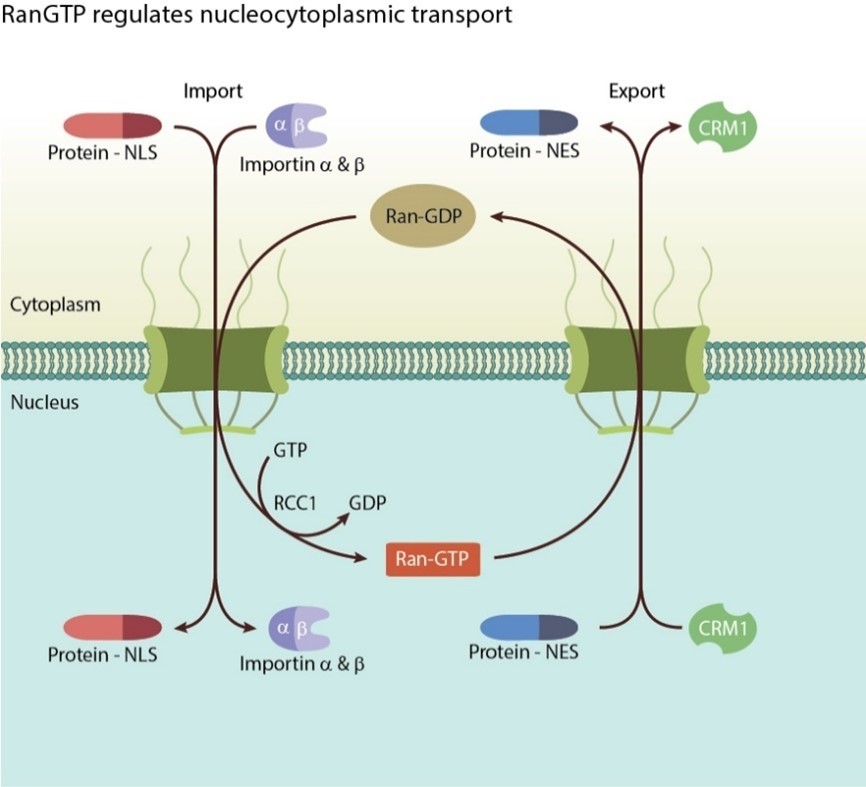 RanGTP regulates nucleocytoplasmic transport
Import
Export
α β
CRM1
Protein - NLS
Importin α & β
Protein - NES
Ran-GDP
Cytoplasm
Nucleus
GTP
RCC1
GDP
Ran-GTP
α β
CRM1
Protein - NLS
Importin α & β
Protein - NES